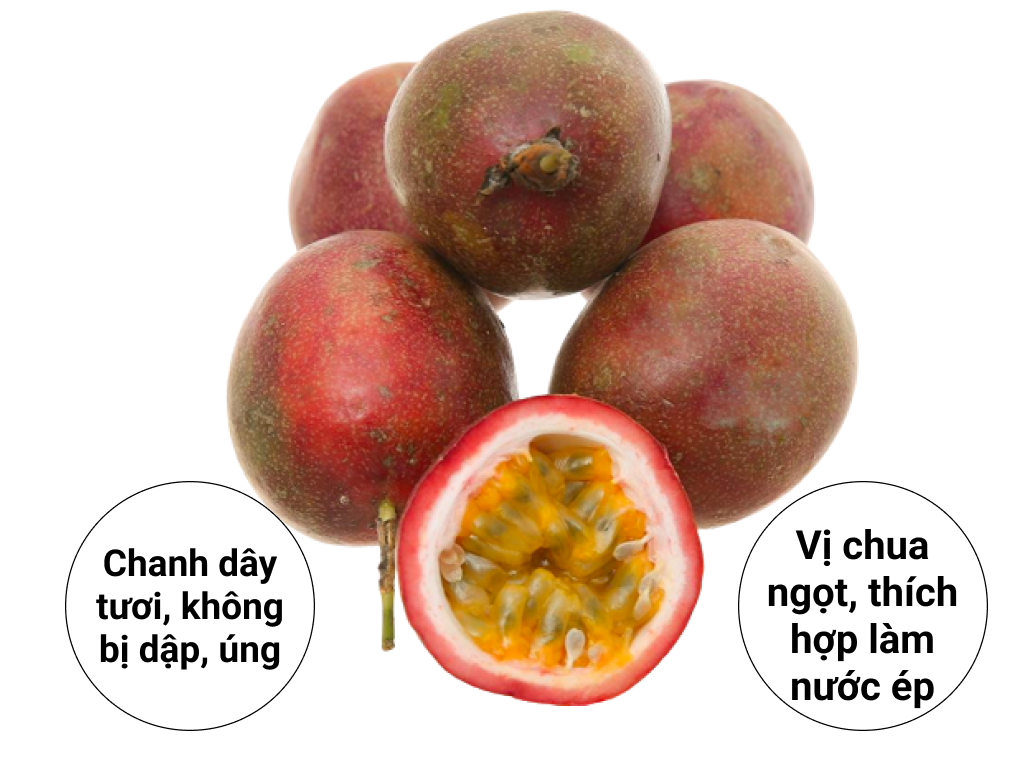 Chanh dây
tươi, không
bị dập, úng
Vị chua
ngọt, thích
hợp làm
nước ép